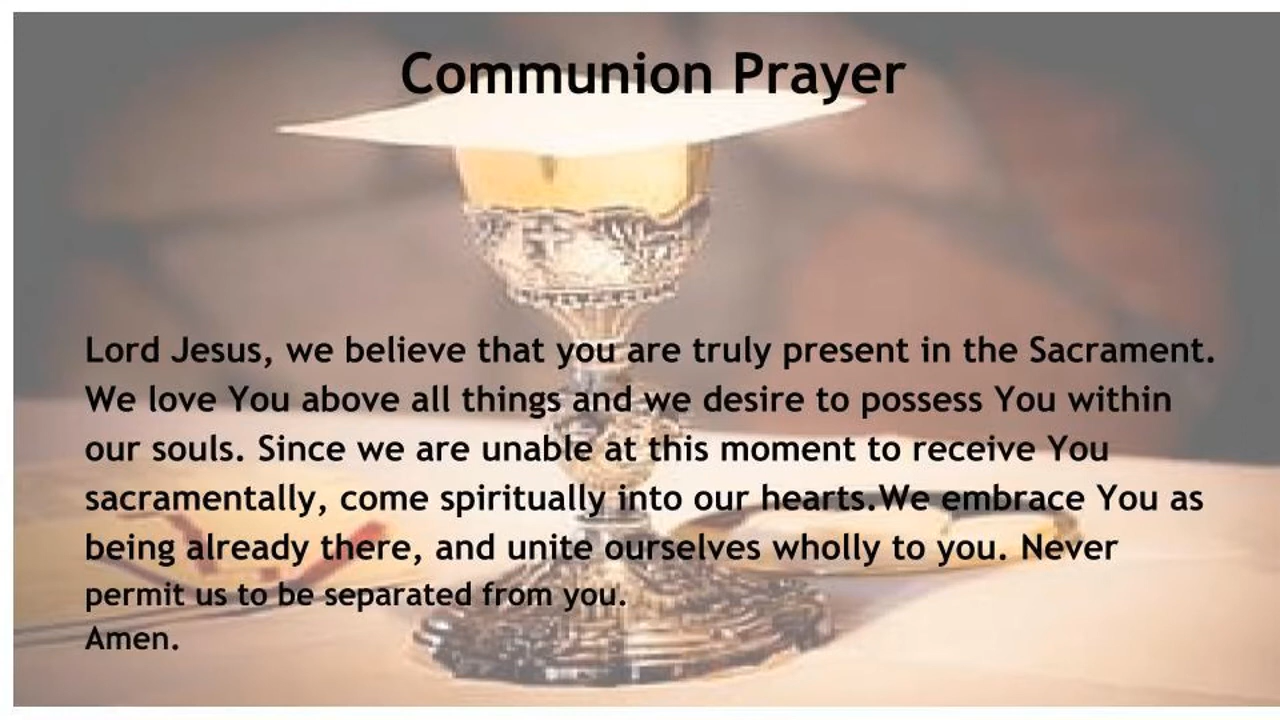 Communion Prayer
Lord Jesus, we believe that you are truly present in the Sacrament.
We love You above all things and we desire to possess You within
our souls. Since we are unable at this moment to receive You
sacramentally, come spiritually into our hearts.We embrace You as
being already there, and unite ourselves wholly to you. Never
permit us to be separated from you.
Amen.